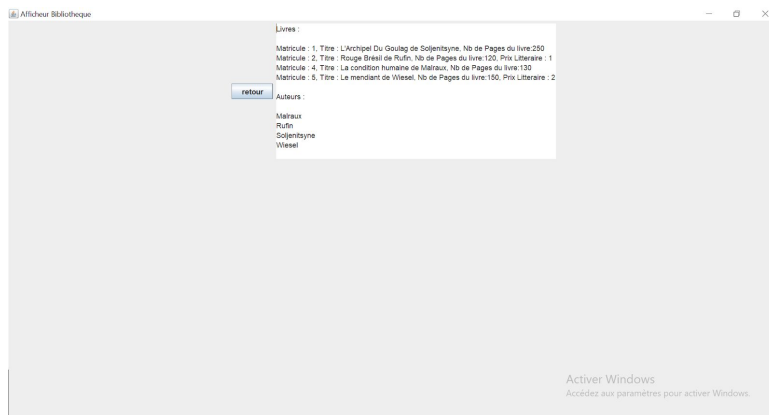 Afficheur Bibliotheque
Livres :
Matricule : 1, Titre : L'Archipel Du Goulag de Soljenitsyne, Nb de Pages du livre:250
Matricule : 2, Titre : Rouge Brésil de Rufin, Nb de Pages du livre:120, Prix Litteraire : 1
Matricule : 4, Titre : La condition humaine de Malraux, Nb de Pages du livre:130
Matricule : 5, Titre : Le mendiant de Wiesel, Nb de Pages du livre:150, Prix Litteraire : 2
retour
Auteurs :
Malraux
Rufin
Soljenitsyne
Wiesel
Activer Windows
Accédez aux paramètres pour activer Windows.